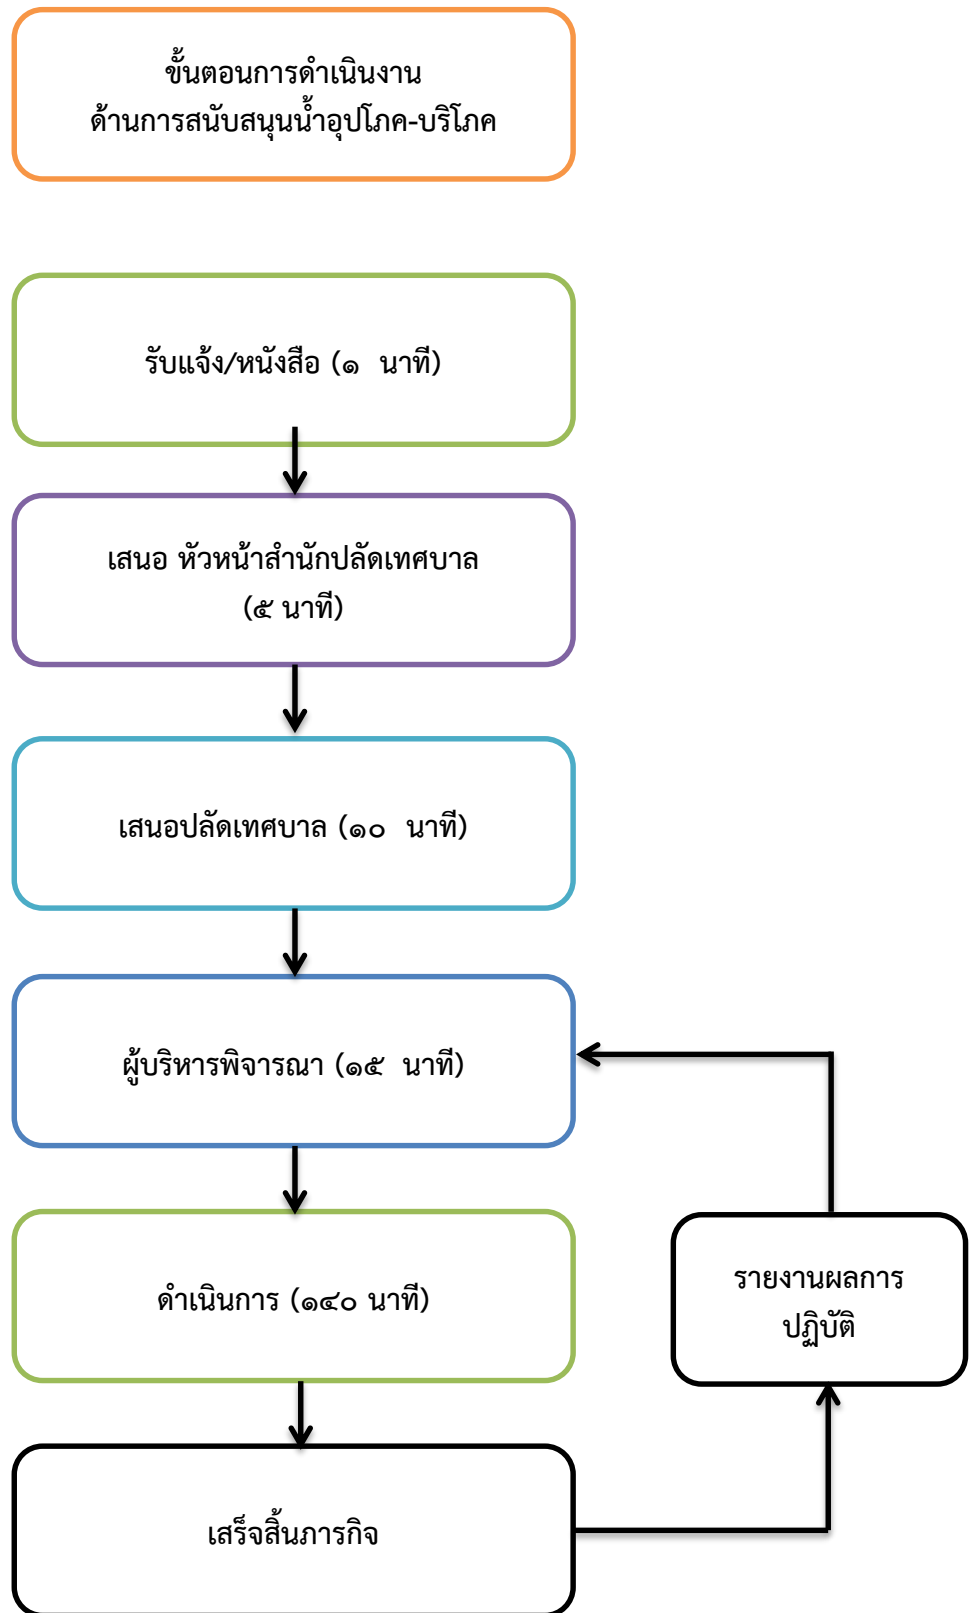 ขั้นตอนการดำเนินงาน
ด้านการสนับสนุนน้ำอุปโภค-บริโภค
รับแจ้ง/หนังสือ (๑ นาที)
เสนอ หัวหน้าสำนักปลัดเทศบาล
(๕ นาที)
เสนอปลัดเทศบาล (๑๐ นาที)
ผู้บริหารพิจารณา (๑๕ นาที)
ดำเนินการ (๑๔๐ นาที)
รายงานผลการ
ปฏิบัติ
เสร็จสิ้นภารกิจ